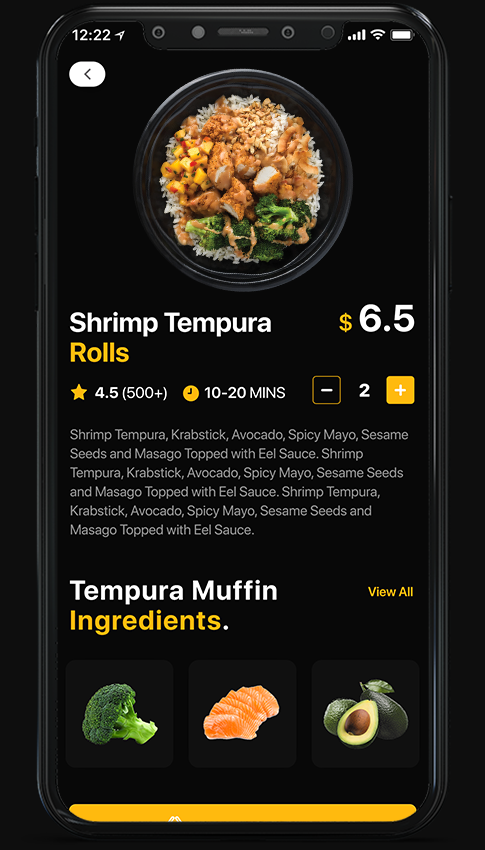 12:22
Shrimp Tempura
Rolls
$ 6.5
4.5 (500+) 10-20 MINS
2
Shrimp Tempura, Krabstick, Avocado, Spicy Mayo, Sesame
Seeds and Masago Topped with Eel Sauce. Shrimp
Tempura, Krabstick, Avocado, Spicy Mayo, Sesame Seeds
and Masago Topped with Eel Sauce. Shrimp Tempura,
Krabstick, Avocado, Spicy Mayo, Sesame Seeds and
Masago Topped with Eel Sauce.
Tempura Muffin
Ingredients.
View All